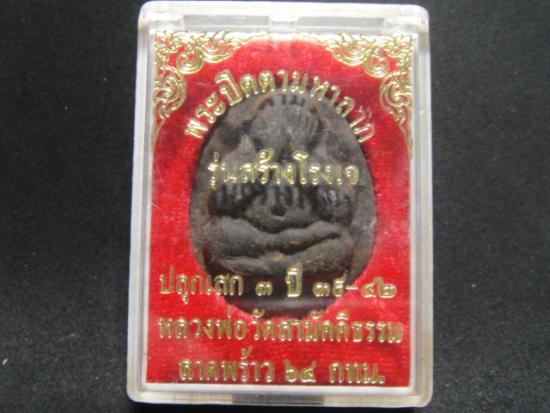 พระปิดตามหาลาภ
รุ่นสร้างโรงเจ
ปลุกเสก ๓ ปี ๓๙-๔๒
หลวงพ่อวัดสามัคคีธรรม
ลาดพร้าว ๖๔ กทม.